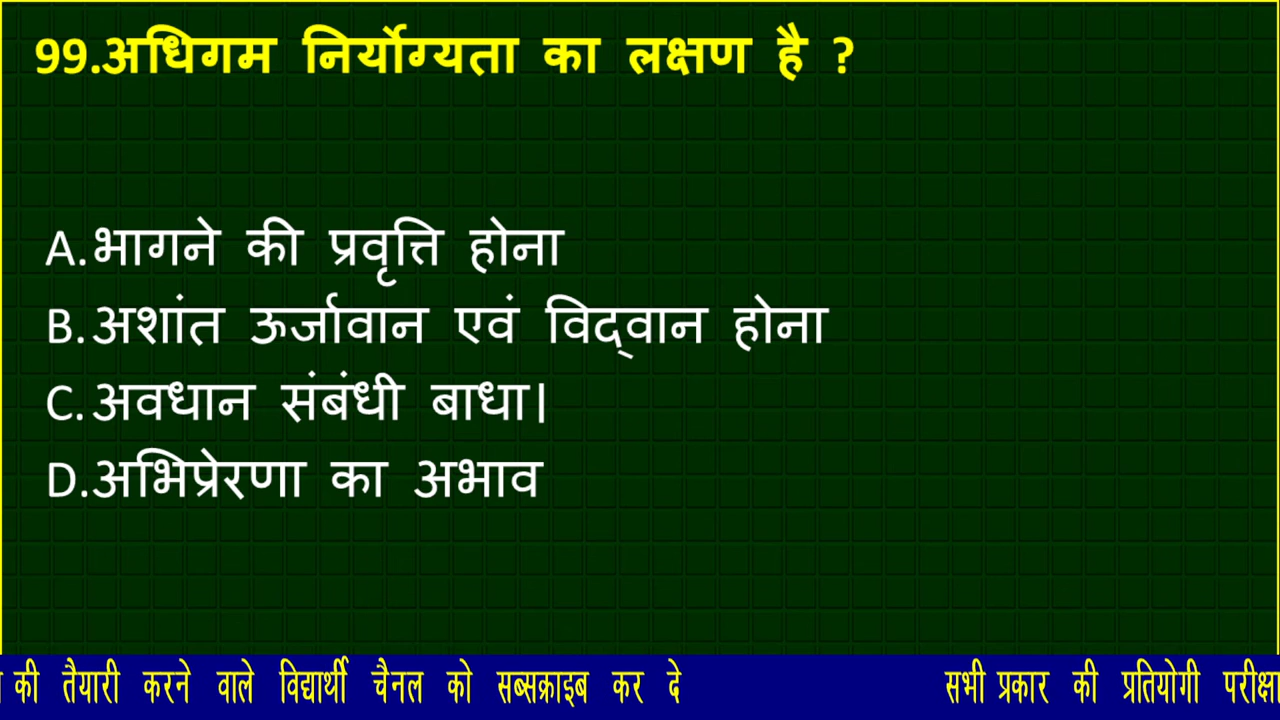 99.अधिगम निर्योग्यता का लक्षण है ?
A.भागने की प्रवृत्ति होना
B.अशांत ऊर्जावान एवं विद्‌वान होना
C.अवधान संबंधी बाधा।
D.अभिप्रेरणा का अभाव
की तैयारी करने वाले विद्यार्थी चैनल को सब्सक्राइब कर दे सभी प्रकार की प्रतियोगी